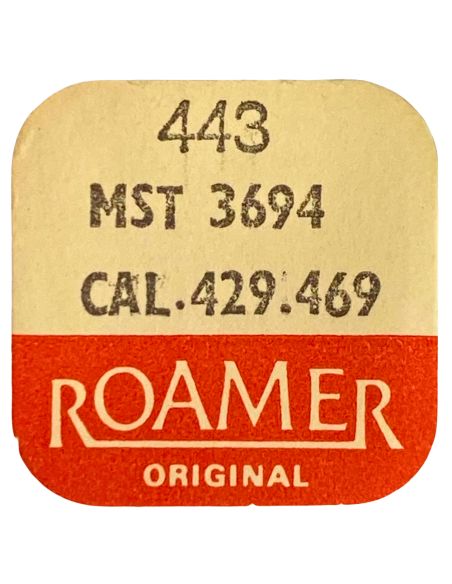 443
MST 3694
CAL.429.469
ROAMER
ORIGINAL